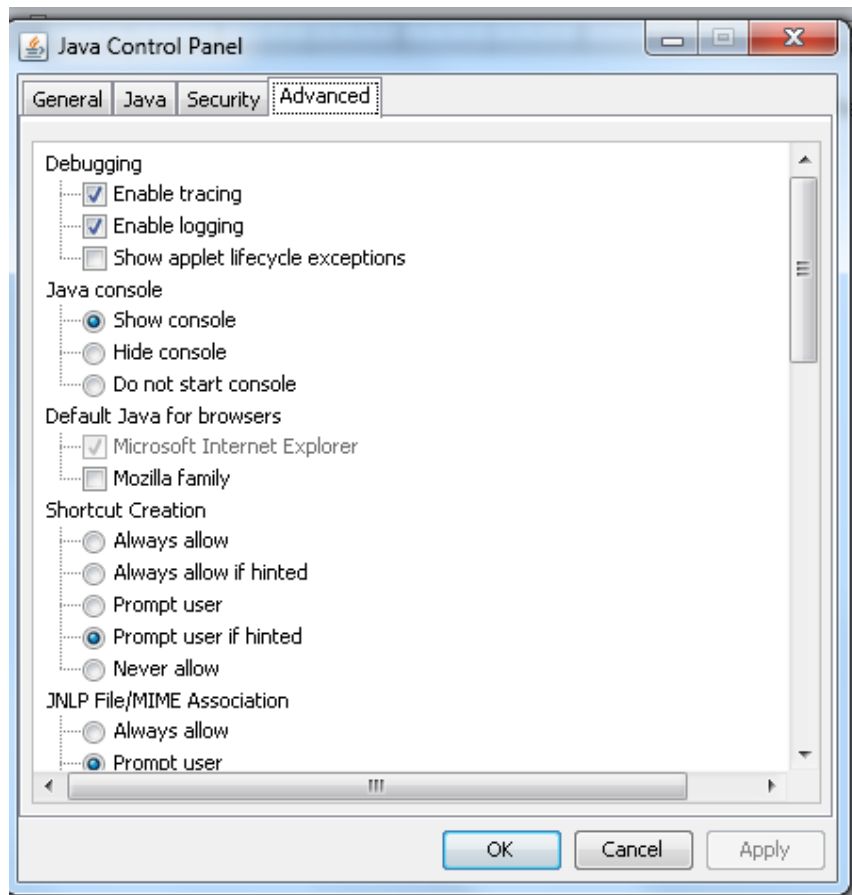 Java Control Panel
General Java Security Advanced
Debugging
Enable tracing
Enable logging
Show applet lifecycle exceptions
Java console
Show console
Hide console
Do not start console
Default Java for browsers
Microsoft Internet Explorer
Mozilla family
Shortcut Creation
Always allow
Always allow if hinted
Prompt user
Prompt user if hinted
Never allow
JNLP File/MIME Association
Always allow
Prompt user
OK Cancel Apply